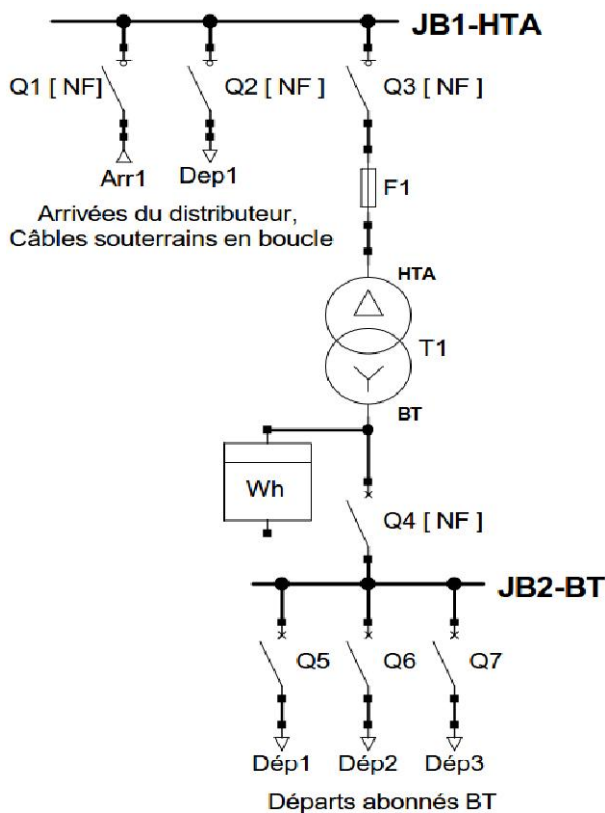 JB1-HTA
Q1 [ NF]
Q2 [ NF ]
Q3 [ NF ]
Arr1
Dep1
F1
Arrivées du distributeur,
Câbles souterrains en boucle
HTA
T1
BT
Wh
Q4 [ NF ]
JB2-BT
Q5
Q6
Q7
Dép1
Dép2
Dép3
Départs abonnés BT